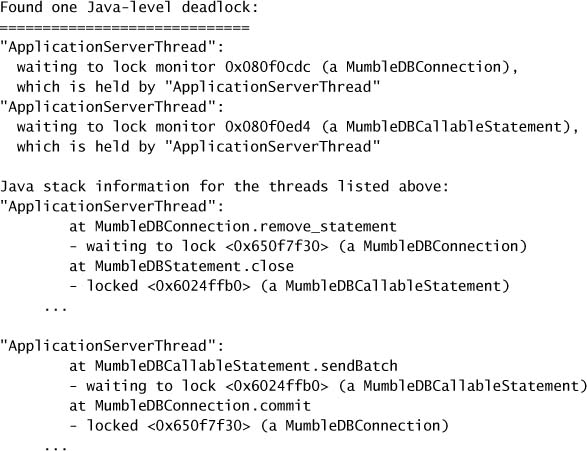 Found one Java-level deadlock:
=============================
"ApplicationServerThread":
  waiting to lock monitor 0x080f0cdc (a MumbleDBConnection),
  which is held by "ApplicationServerThread"
"ApplicationServerThread":
  waiting to lock monitor 0x080f0ed4 (a MumbleDBCallableStatement),
  which is held by "ApplicationServerThread"

Java stack information for the threads listed above:
"ApplicationServerThread":
        at MumbleDBConnection.remove_statement
        - waiting to lock <0x650f7f30> (a MumbleDBConnection)
        at MumbleDBStatement.close
        - locked <0x6024ffb0> (a MumbleDBCallableStatement)
     ...

"ApplicationServerThread":
        at MumbleDBCallableStatement.sendBatch
        - waiting to lock <0x6024ffb0> (a MumbleDBCallableStatement)
        at MumbleDBConnection.commit
        - locked <0x650f7f30> (a MumbleDBConnection)
     ...